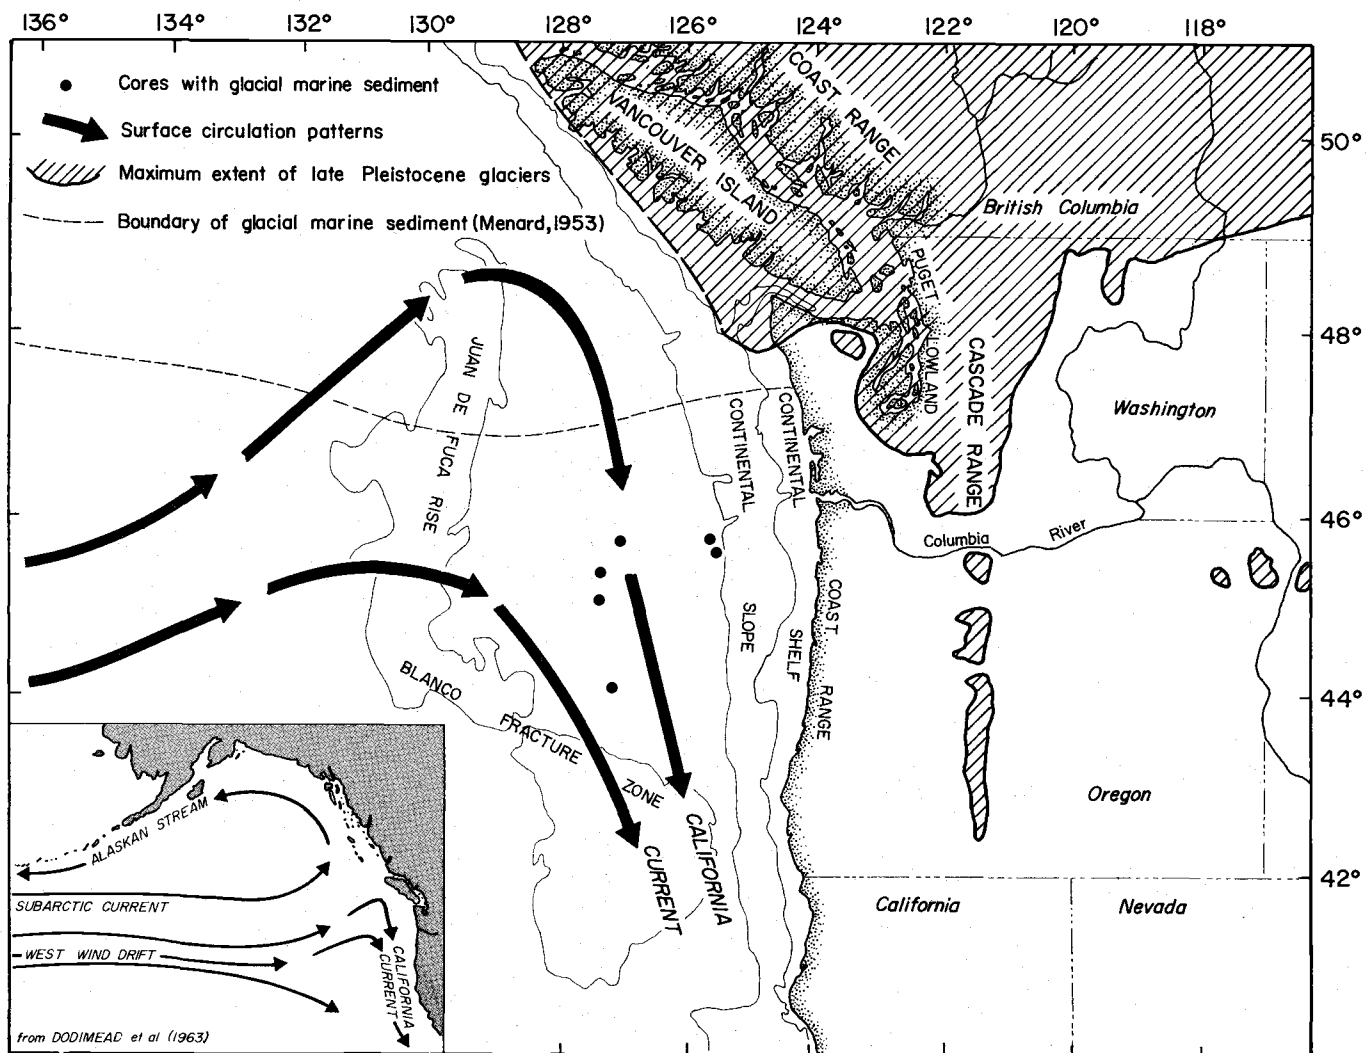 136° 134° 132° 130° 128° 126° 124° 122° 120° 118°
Cores with glacial marine sediment
Surface circulation patterns
Maximum extent of late Pleistocene glaciers
Boundary of glacial marine sediment (Menard, 1953)
COAST RANGE
VANCOUVER ISLAND
British Columbia
PUGET LOWLAND
CASCADE RANGE
Washington
50°
48°
46°
44°
42°
JUAN DE FUCA RISE
CONTINENTAL SLOPE
CONTINENTAL SHELF
COAST RANGE
Columbia River
BLANCO FRACTURE ZONE
CALIFORNIA CURRENT
Oregon
California
Nevada
ALASKAN STREAM
SUBARCTIC CURRENT
WEST WIND DRIFT
CALIFORNIA CURRENT
from DODIMEAD et al (1963)